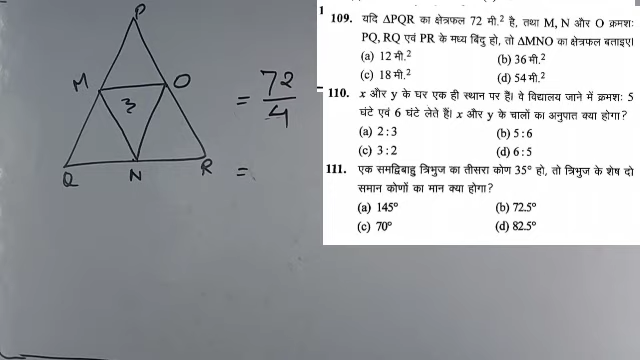 P
M
O
3
Q
N
R
= 72
4
=
1
109. यदि ΔPQR का क्षेत्रफल 72 मी.² है, तथा M, N और O क्रमशः
PQ, RQ एवं PR के मध्य बिंदु हो, तो ΔMNO का क्षेत्रफल बताइए।
(a) 12 मी.² (b) 36 मी.²
(c) 18 मी.² (d) 54 मी.²
110. x और y के घर एक ही स्थान पर हैं। वे विद्यालय जाने में क्रमशः 5
घंटे एवं 6 घंटे लेते हैं। x और y के चालों का अनुपात क्या होगा?
(a) 2 : 3 (b) 5 : 6
(c) 3 : 2 (d) 6 : 5
111. एक समद्विबाहु त्रिभुज का तीसरा कोण 35° हो, तो त्रिभुज के शेष दो
समान कोणों का मान क्या होगा?
(a) 145° (b) 72.5°
(c) 70° (d) 82.5°